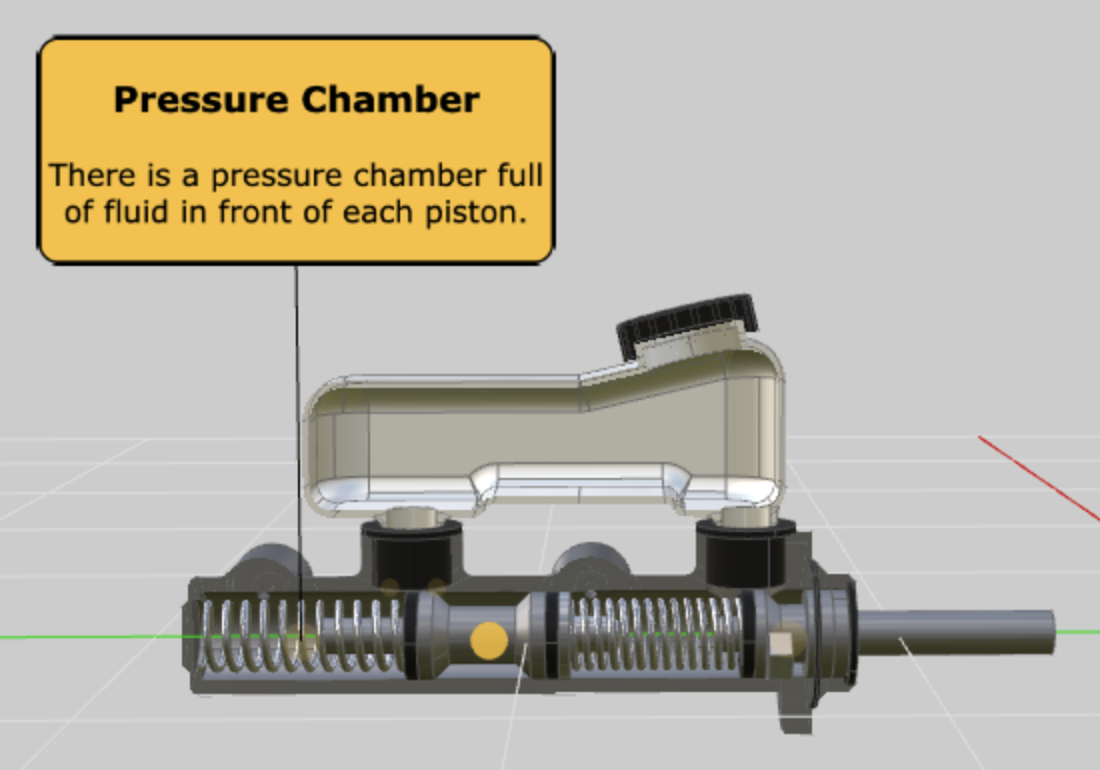 Pressure Chamber
There is a pressure chamber full
of fluid in front of each piston.